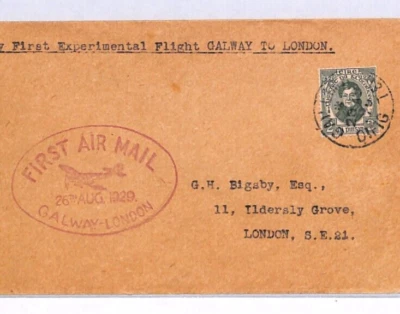 y First Experimental Flight GALWAY TO LONDON.
FIRST AIR MAIL
26TH AUG. 1929.
GALWAY-LONDON
G.H. Bigsby, Esq.,
11, Ildersly Grove,
LONDON, S.E.21.